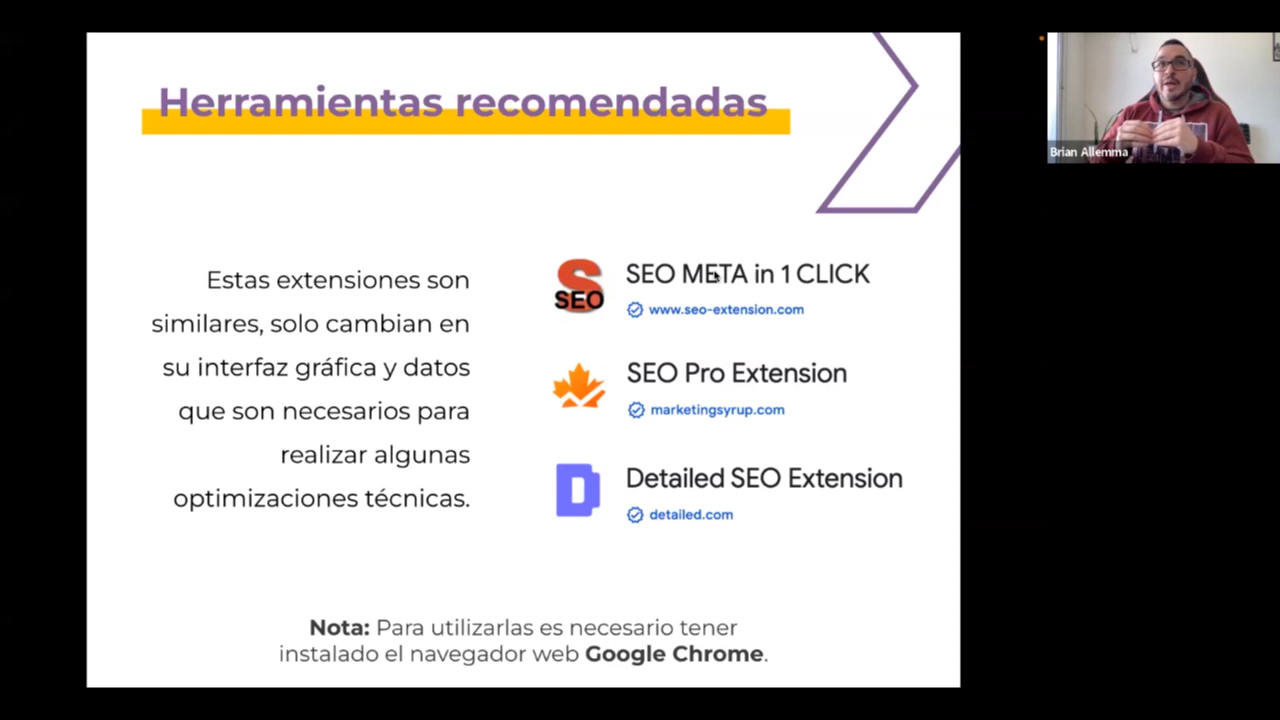 Herramientas recomendadas
Estas extensiones son
similares, solo cambian en
su interfaz gráfica y datos
que son necesarios para
realizar algunas
optimizaciones técnicas.
S
SEO
SEO META in 1 CLICK
www.seo-extension.com
SEO Pro Extension
marketingsyrup.com
D
Detailed SEO Extension
detailed.com
Nota: Para utilizarlas es necesario tener
instalado el navegador web Google Chrome.
Brian Allemma